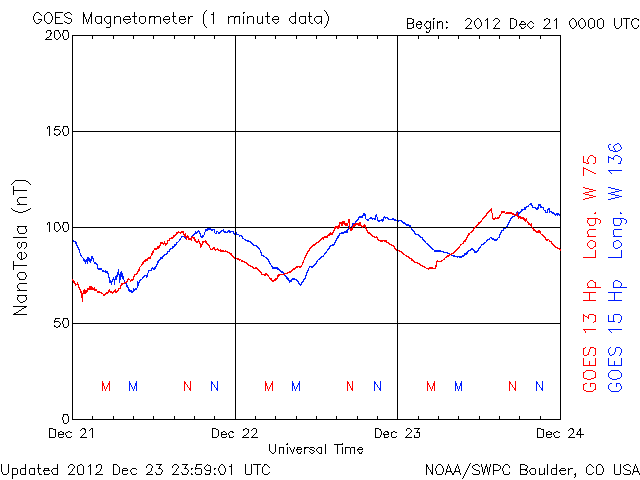 GOES Magnetometer (1 minute data)
Begin: 2012 Dec 21 0000 UTC
200
150
100
50
0
NanoTesla (nT)
M M N N M M N N M M N N
Dec 21 Dec 22 Dec 23 Dec 24
Universal Time
GOES 13 Hp Long. W 75
GOES 15 Hp Long. W 136
Updated 2012 Dec 23 23:59:01 UTC
NOAA/SWPC Boulder, CO USA